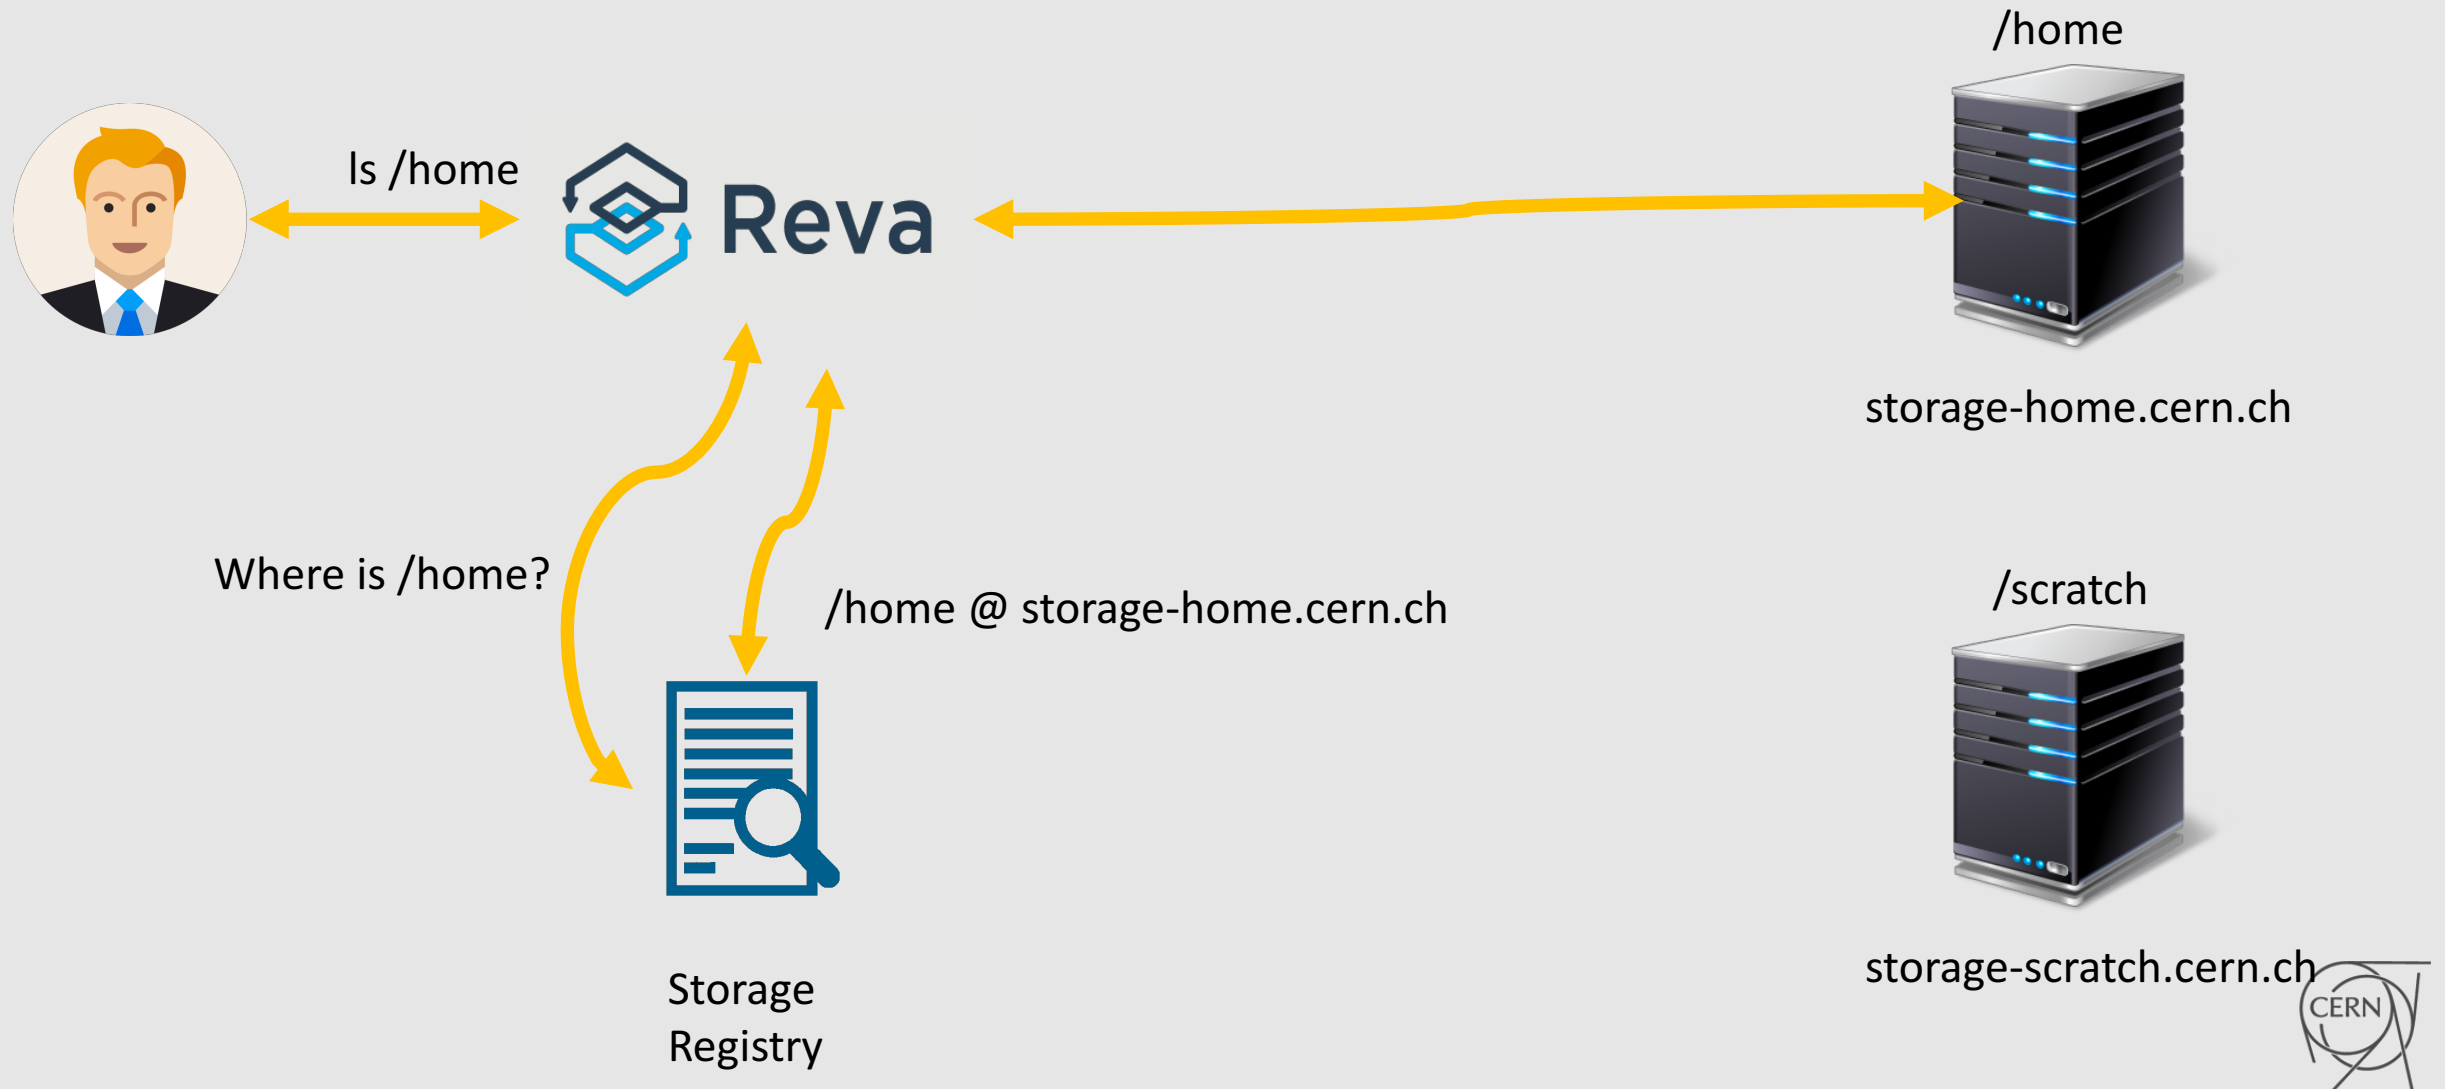 /home
ls /home
Reva
storage-home.cern.ch
Where is /home?
/home @ storage-home.cern.ch
/scratch
storage-scratch.cern.ch
Storage
Registry
CERN